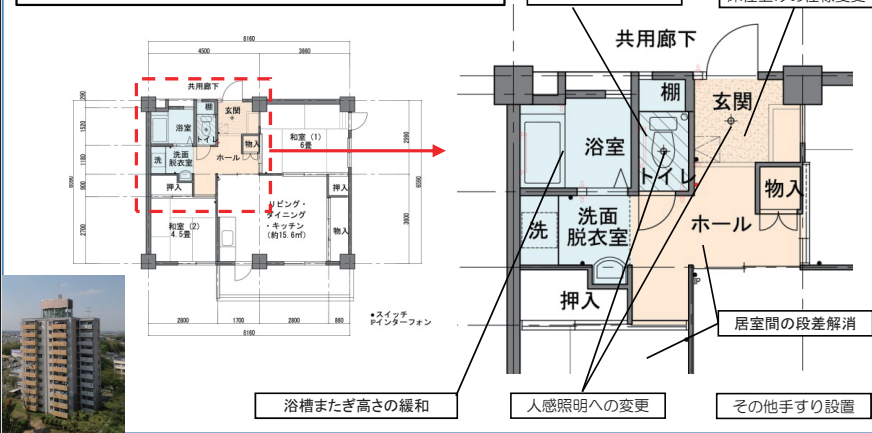 8160
4500
3660
共用廊下
棚
玄関
浴室
トイレ
和室（1）
6畳
物入
洗
洗面
脱衣室
ホール
押入
押入
リビング・
ダイニング
・キッチン
（約15.6㎡）
物入
和室（2）
4.5畳
1520
1160
900
2700
3600
2800
1700
2800
860
8160
●スイッチ
Pインターフォン
共用廊下
棚
玄関
浴室
トイレ
物入
洗
洗面
脱衣室
ホール
押入
P
居室間の段差解消
浴槽またぎ高さの緩和
人感照明への変更
その他手すり設置